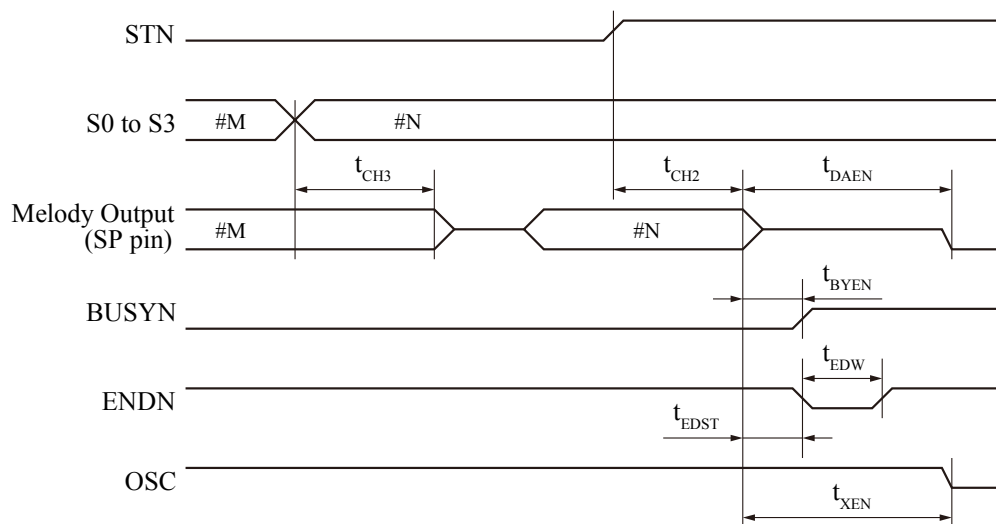 STN
S0 to S3
#M
#N
tCH3
tCH2
tDAEN
Melody Output
(SP pin)
#M
#N
tBYEN
BUSYN
tEDW
ENDN
tEDST
OSC
tXEN